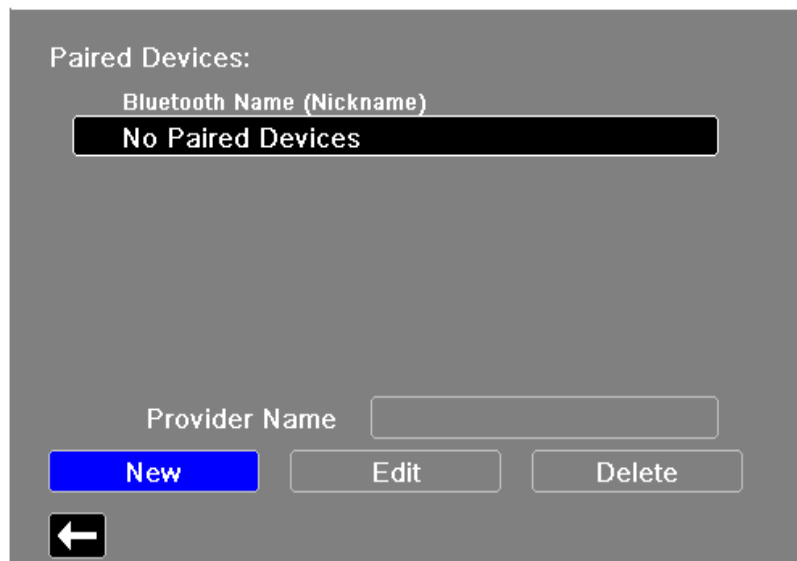 Paired Devices:
Bluetooth Name (Nickname)
No Paired Devices
Provider Name
New Edit Delete